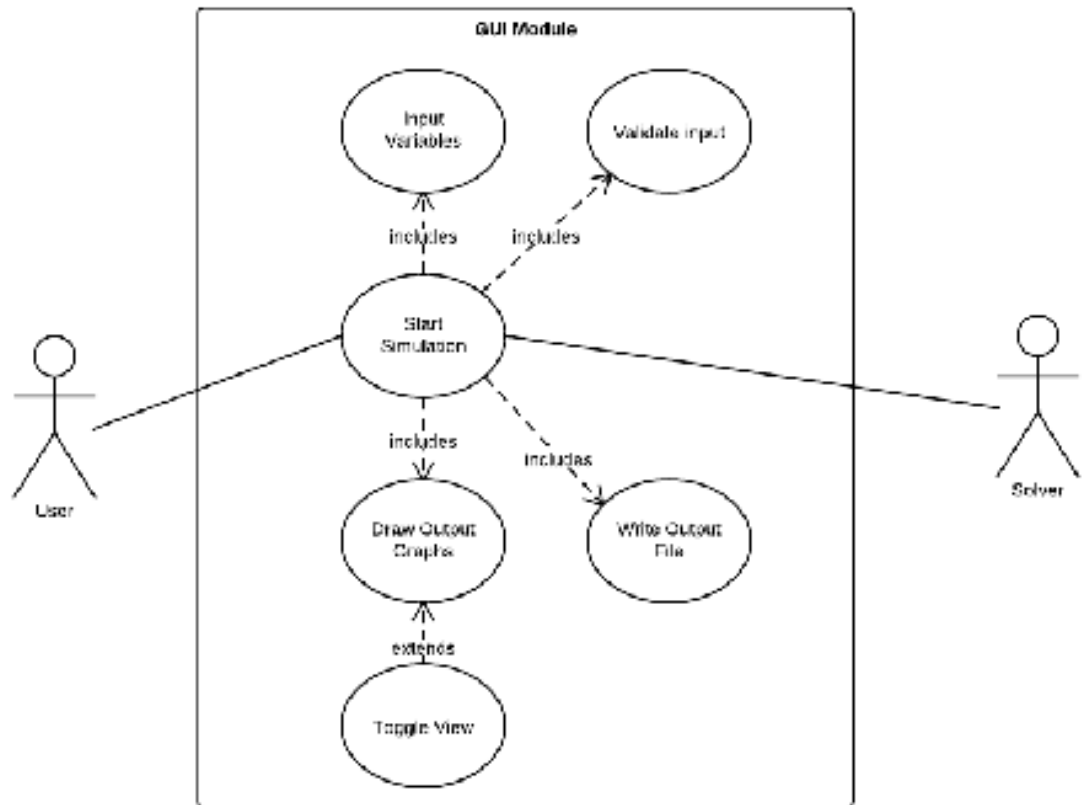 GUI Module
Input
Variables
Validate input
includes
includes
Start
Simulation
User
Solver
includes
includes
Draw Output
Graphs
Write Output
File
extends
Toggle View